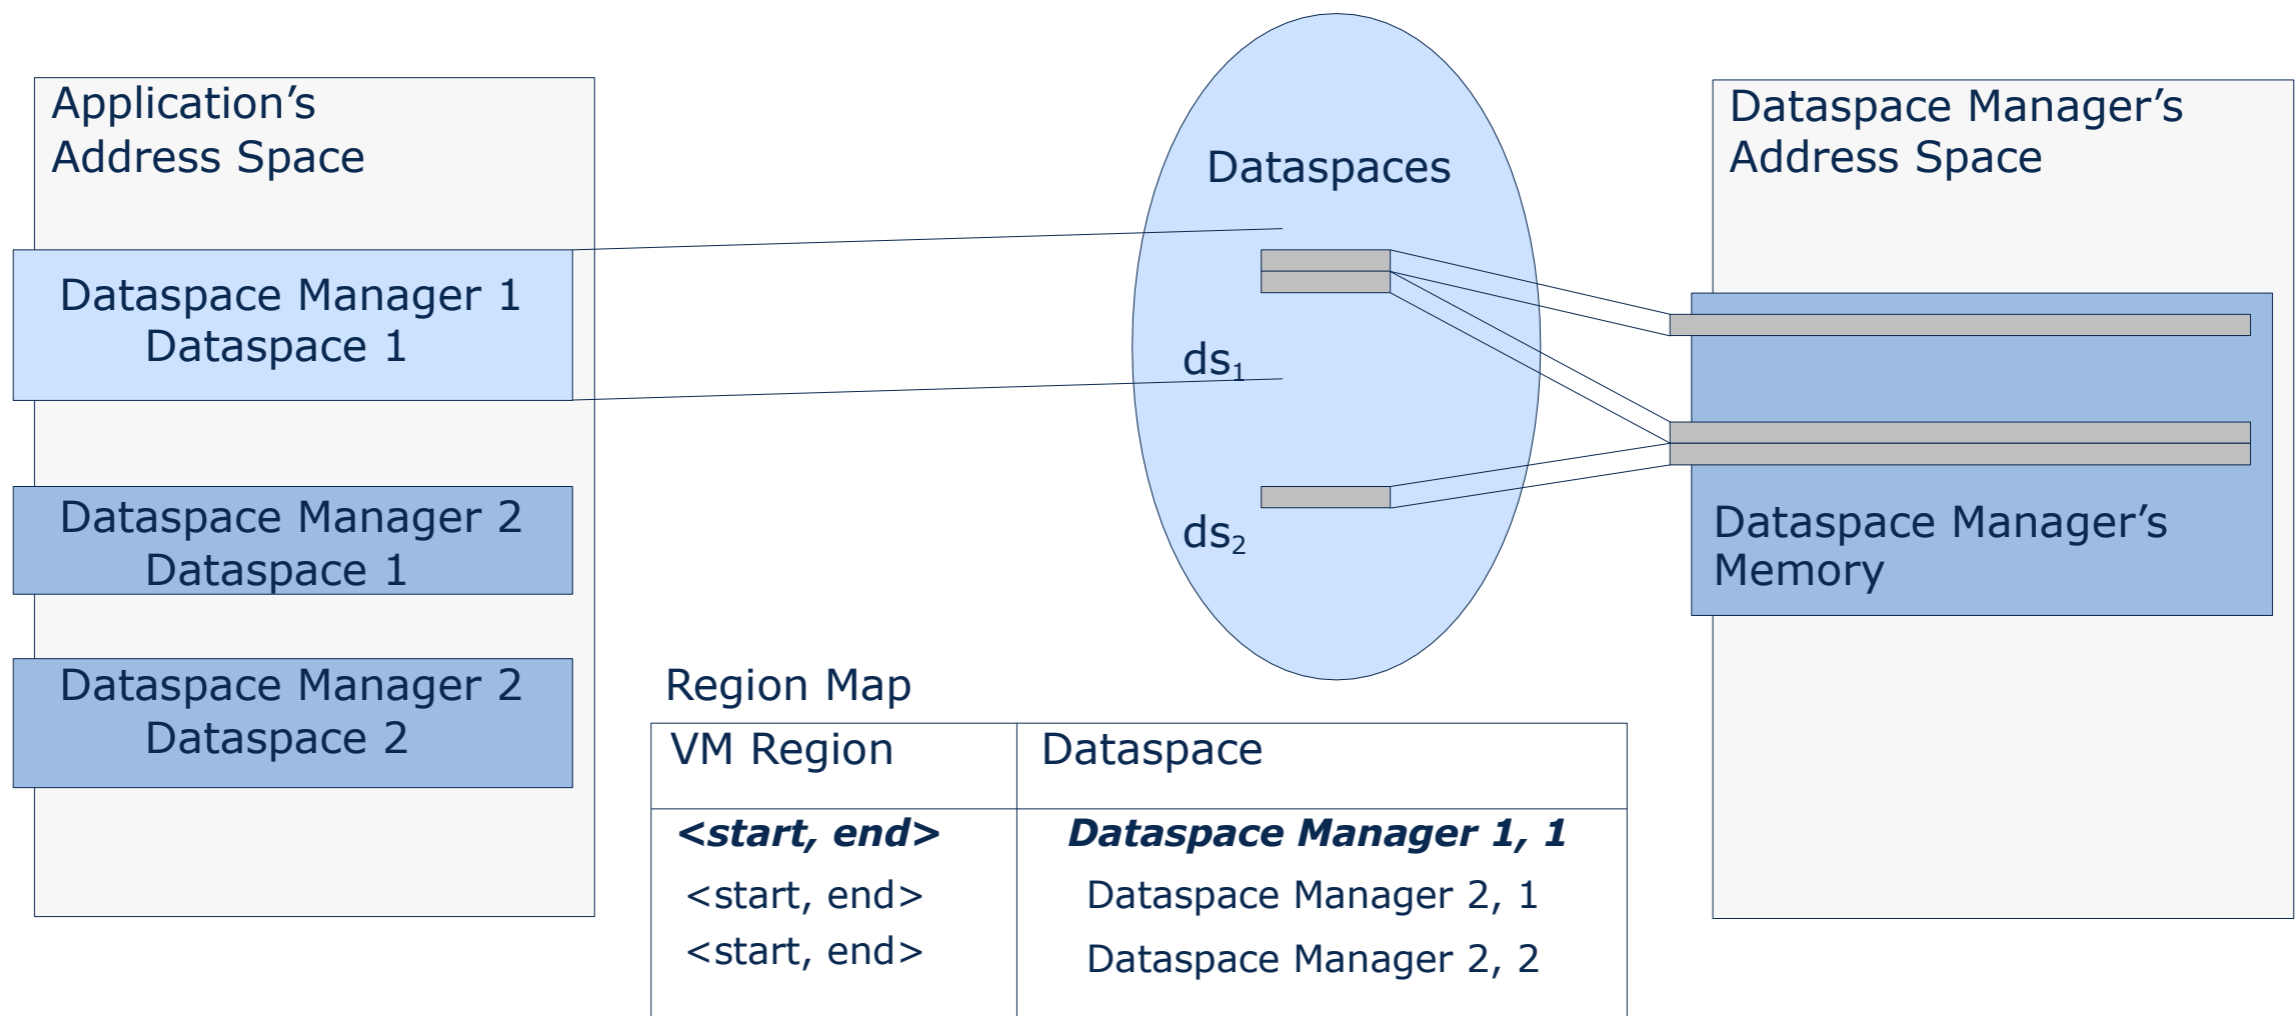 Application’s
Address Space
Dataspace Manager 1
Dataspace 1
Dataspace Manager 2
Dataspace 1
Dataspace Manager 2
Dataspace 2
Dataspaces
ds₁
ds₂
Dataspace Manager’s
Address Space
Dataspace Manager’s
Memory
Region Map
VM Region Dataspace
<start, end> Dataspace Manager 1, 1
<start, end> Dataspace Manager 2, 1
<start, end> Dataspace Manager 2, 2